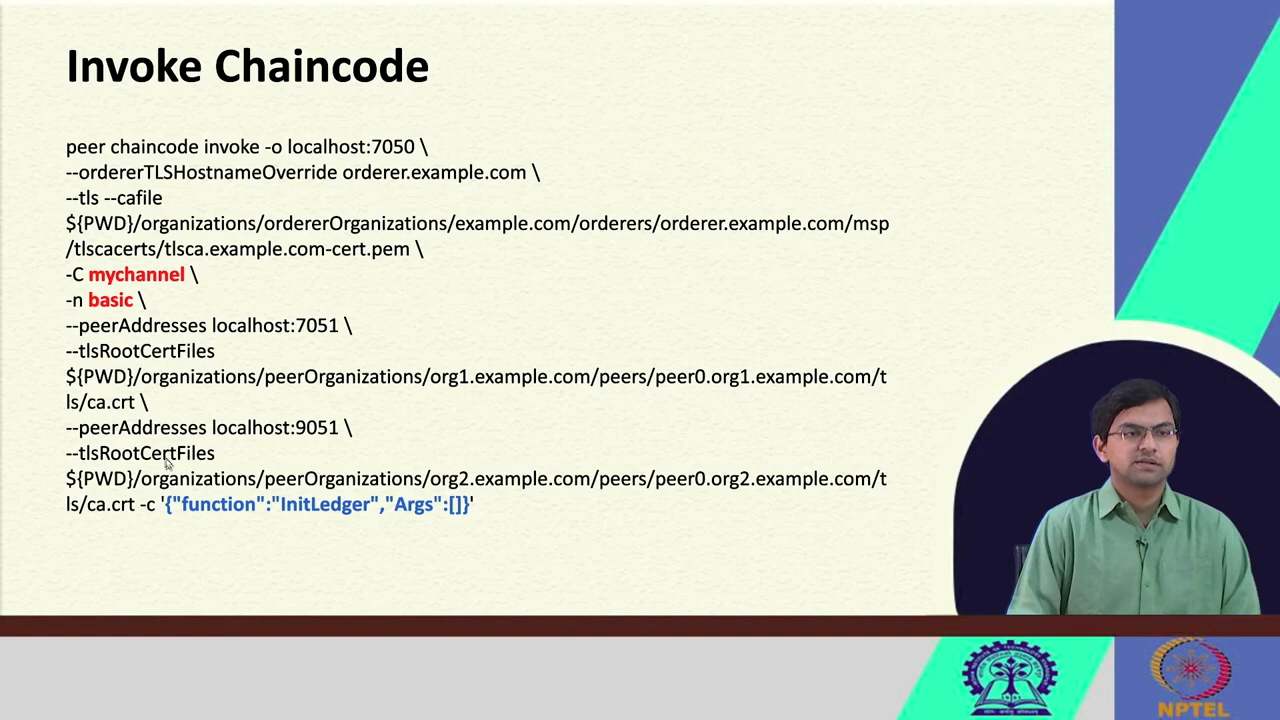 Invoke Chaincode
peer chaincode invoke -o localhost:7050 \
--ordererTLSHostnameOverride orderer.example.com \
--tls --cafile
${PWD}/organizations/ordererOrganizations/example.com/orderers/orderer.example.com/msp
/tlscacerts/tlsca.example.com-cert.pem \
-C mychannel \
-n basic \
--peerAddresses localhost:7051 \
--tlsRootCertFiles
${PWD}/organizations/peerOrganizations/org1.example.com/peers/peer0.org1.example.com/t
ls/ca.crt \
--peerAddresses localhost:9051 \
--tlsRootCertFiles
${PWD}/organizations/peerOrganizations/org2.example.com/peers/peer0.org2.example.com/t
ls/ca.crt -c '{"function":"InitLedger","Args":[]}'
NPTEL